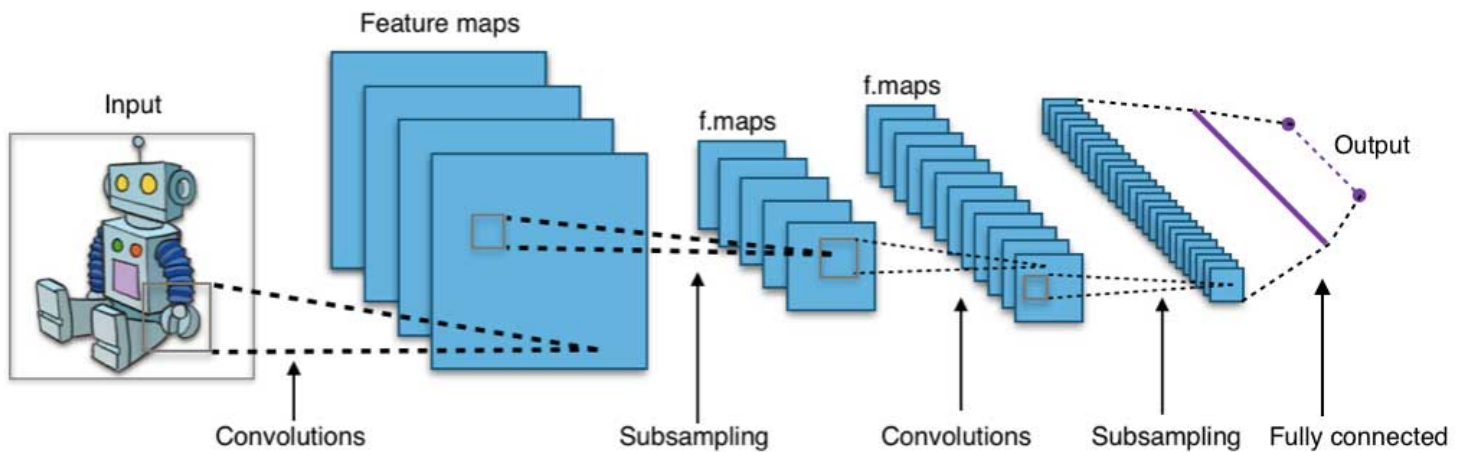 Feature maps
Input
f.maps
f.maps
Output
Convolutions
Subsampling
Convolutions
Subsampling
Fully connected